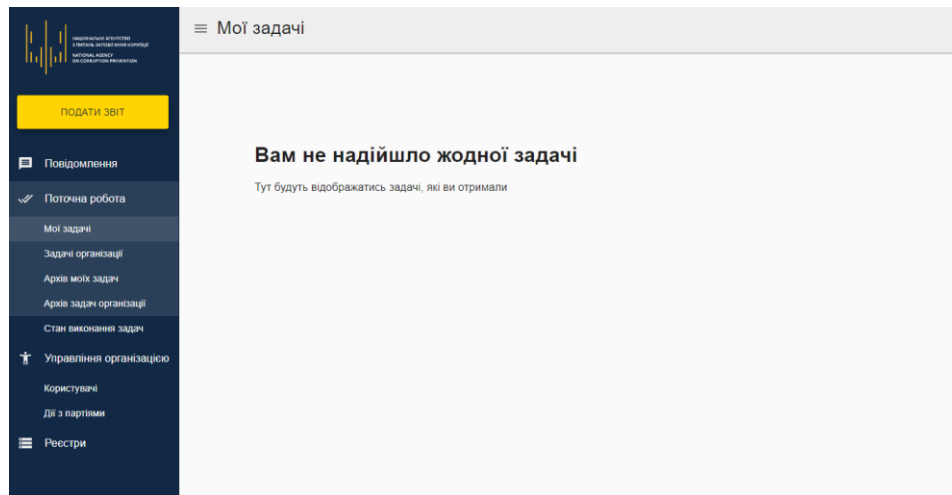 НАЦІОНАЛЬНЕ АГЕНТСТВО
З ПИТАНЬ ЗАПОБІГАННЯ КОРУПЦІЇ
NATIONAL AGENCY
ON CORRUPTION PREVENTION
Мої задачі
ПОДАТИ ЗВІТ
Повідомлення
Поточна робота
Мої задачі
Задачі організації
Архів моїх задач
Архів задач організації
Стан виконання задач
Управління організацією
Користувачі
Дії з партіями
Реєстри
Вам не надійшло жодної задачі
Тут будуть відображатись задачі, які ви отримали